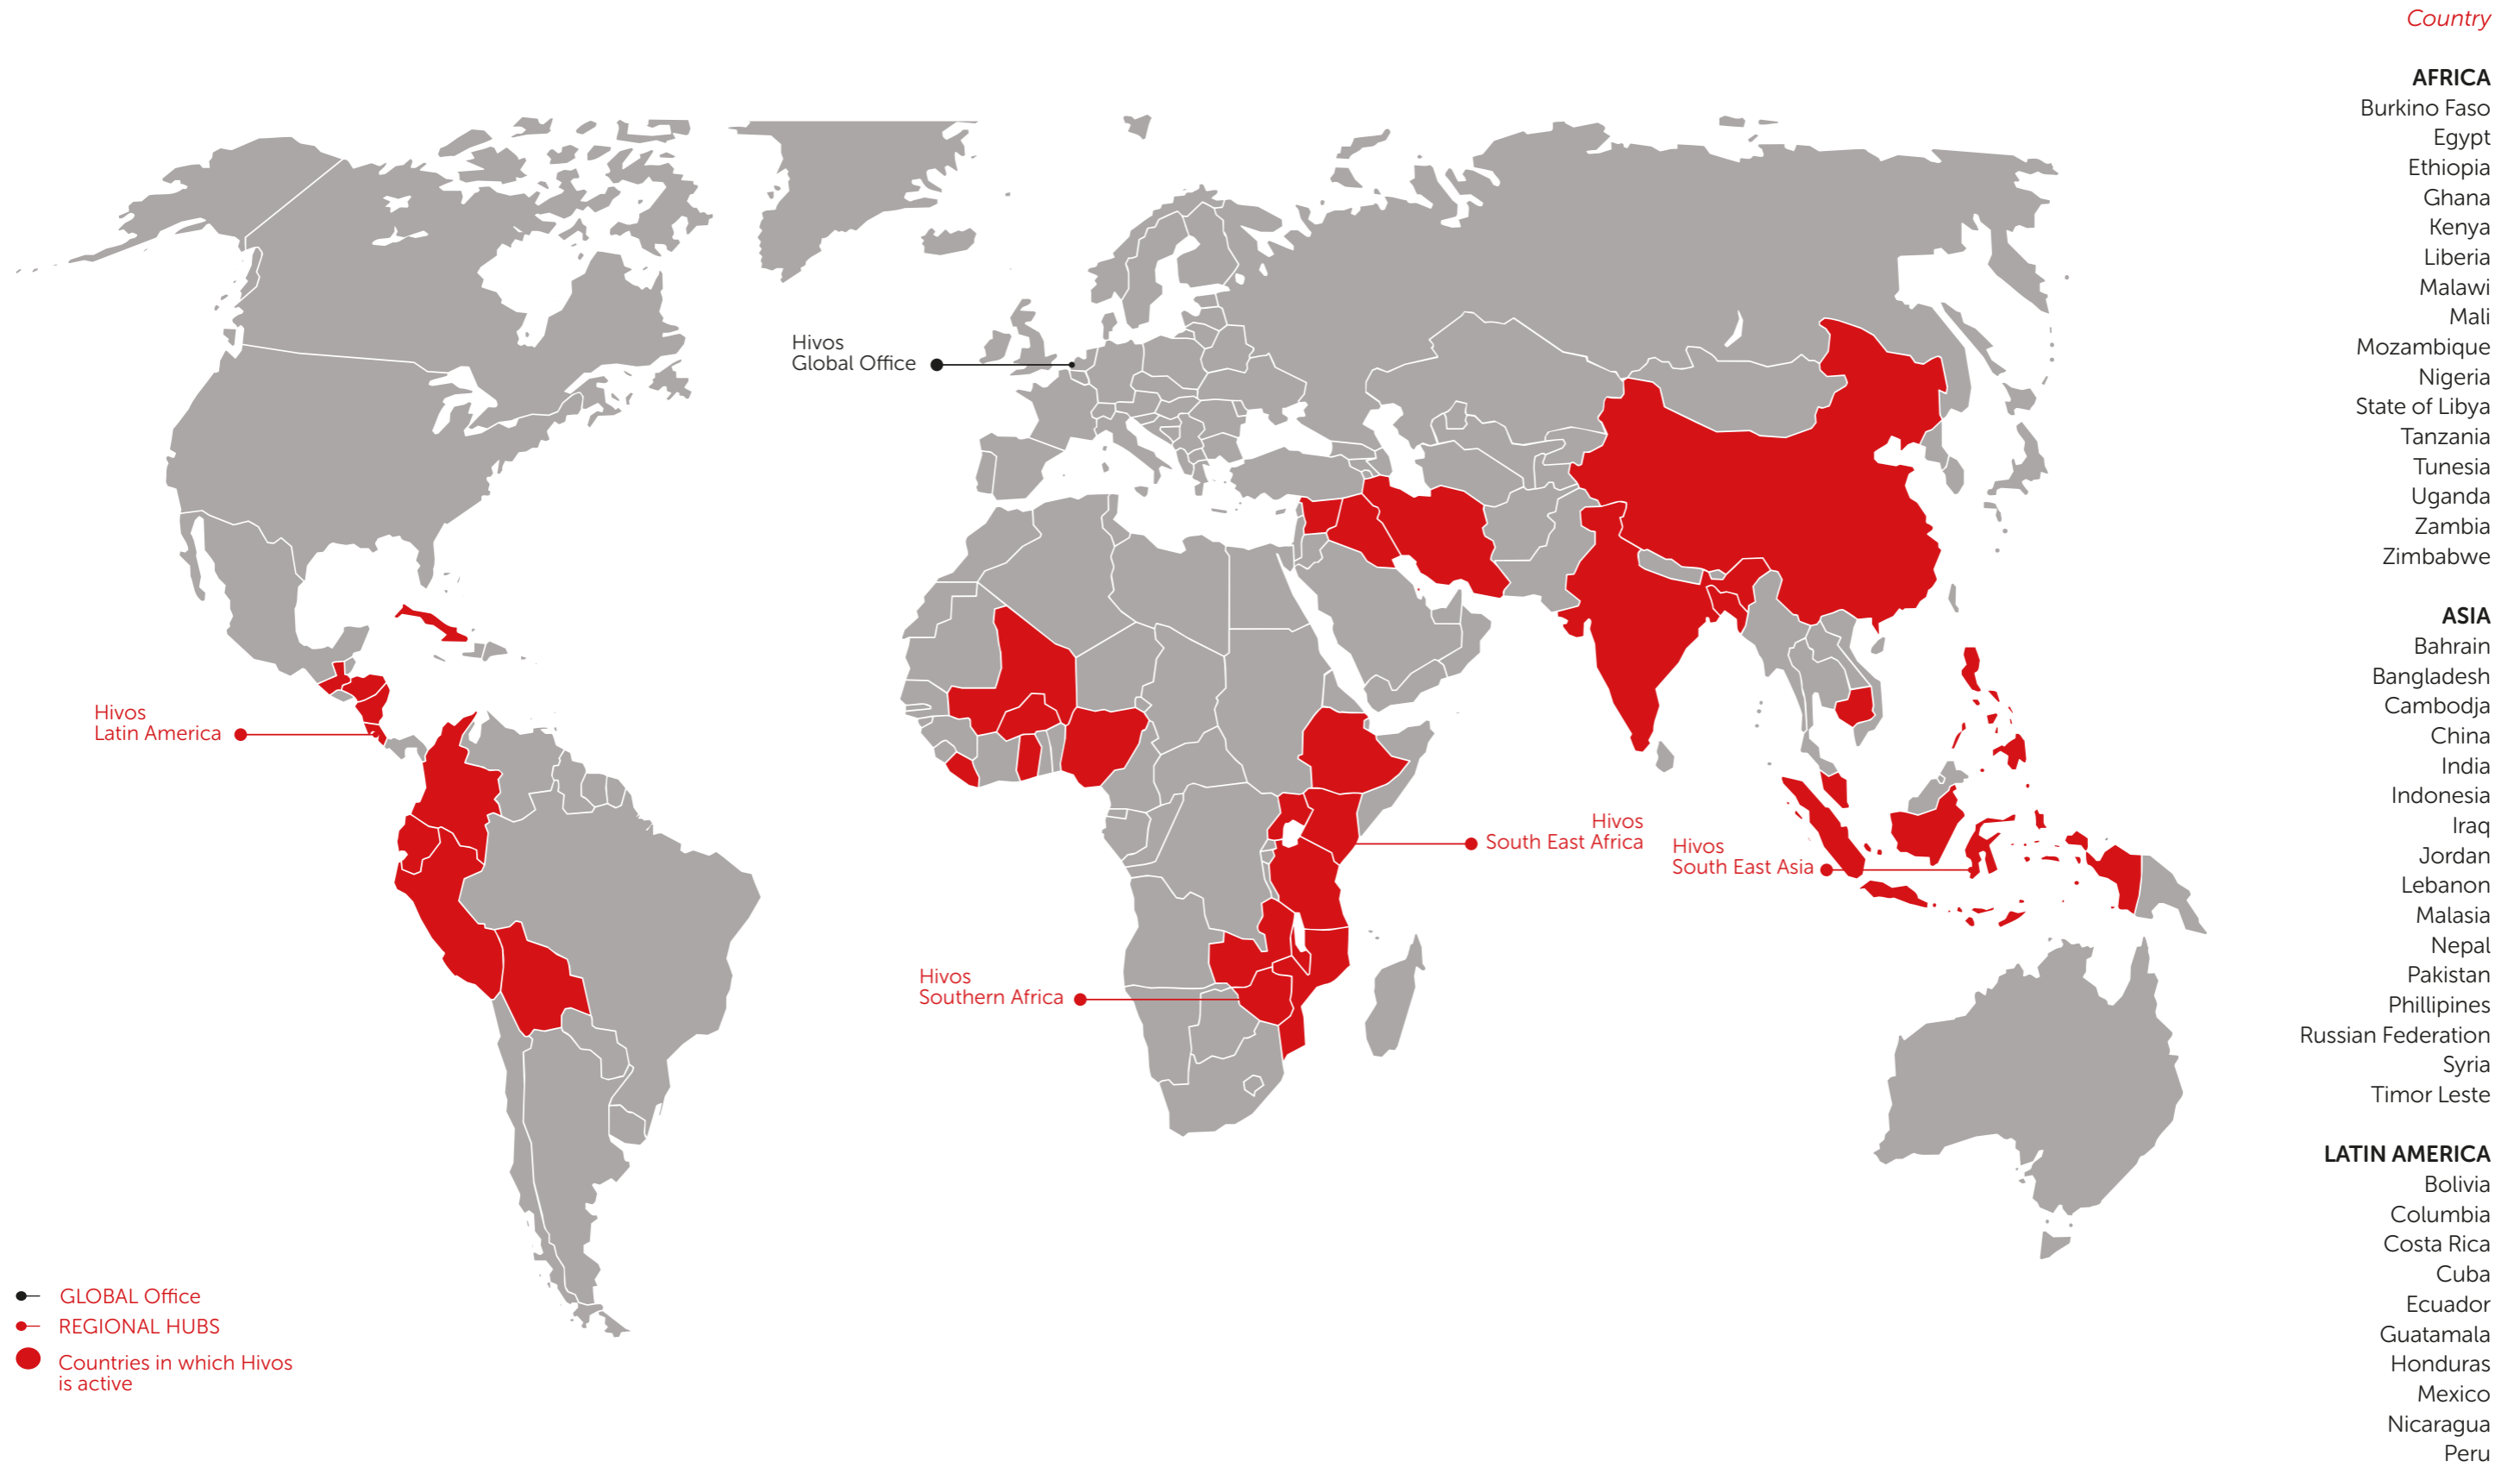 Country
AFRICA
Burkino Faso
Egypt
Ethiopia
Ghana
Kenya
Liberia
Malawi
Mali
Mozambique
Nigeria
State of Libya
Tanzania
Tunesia
Uganda
Zambia
Zimbabwe
ASIA
Bahrain
Bangladesh
Cambodja
China
India
Indonesia
Iraq
Jordan
Lebanon
Malasia
Nepal
Pakistan
Phillipines
Russian Federation
Syria
Timor Leste
LATIN AMERICA
Bolivia
Columbia
Costa Rica
Cuba
Ecuador
Guatamala
Honduras
Mexico
Nicaragua
Peru
Hivos
Global Office
Hivos
Latin America
Hivos
South East Africa
Hivos
South East Asia
Hivos
Southern Africa
GLOBAL Office
REGIONAL HUBS
Countries in which Hivos
is active